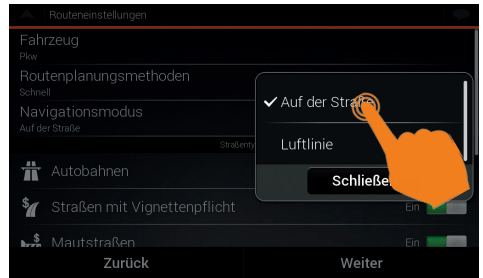 Routeneinstellungen
Fahrzeug
Pkw
Routenplanungsmethoden
Schnell
Navigationsmodus
Auf der Straße
Auf der Straße
Luftlinie
Autobahnen
Straßen mit Vignettenpflicht
Ein
Mautstraßen
Ein
Zurück
Weiter